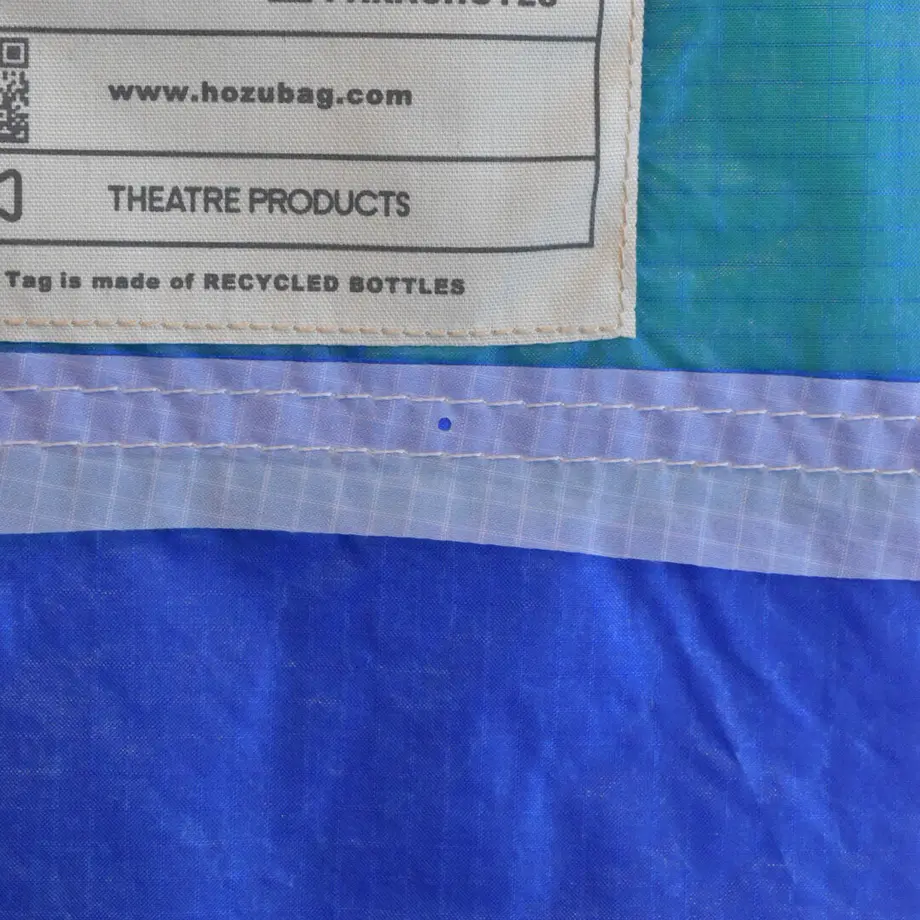 www.hozubag.com
THEATRE PRODUCTS
Tag is made of RECYCLED BOTTLES